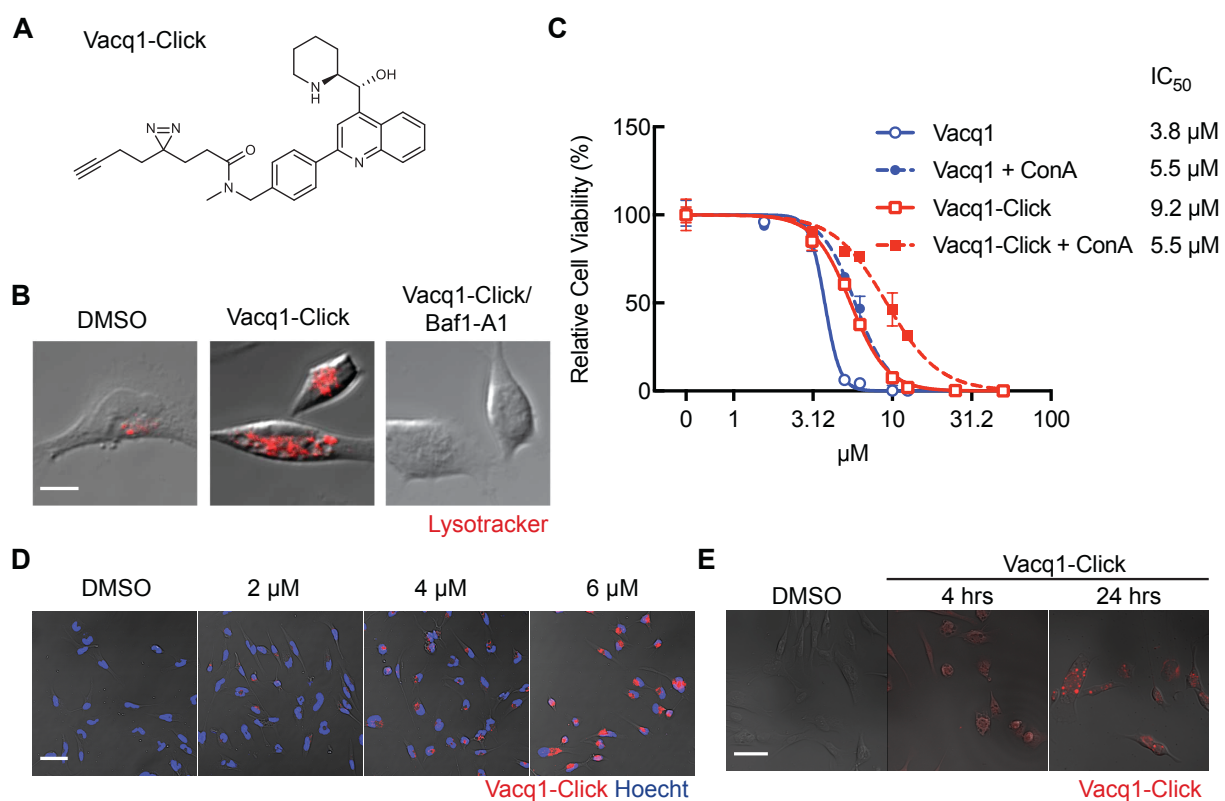 A
Vacq1-Click
N=N
N
H
OH
O
N
N
B
DMSO
Vacq1-Click
Vacq1-Click/
Baf1-A1
Lysotracker
C
IC50
Vacq1 3.8 µM
Vacq1 + ConA 5.5 µM
Vacq1-Click 9.2 µM
Vacq1-Click + ConA 5.5 µM
Relative Cell Viability (%)
150
100
50
0
0 1 3.12 10 31.2 100
µM
D
DMSO 2 µM 4 µM 6 µM
Vacq1-Click Hoecht
E
Vacq1-Click
DMSO 4 hrs 24 hrs
Vacq1-Click